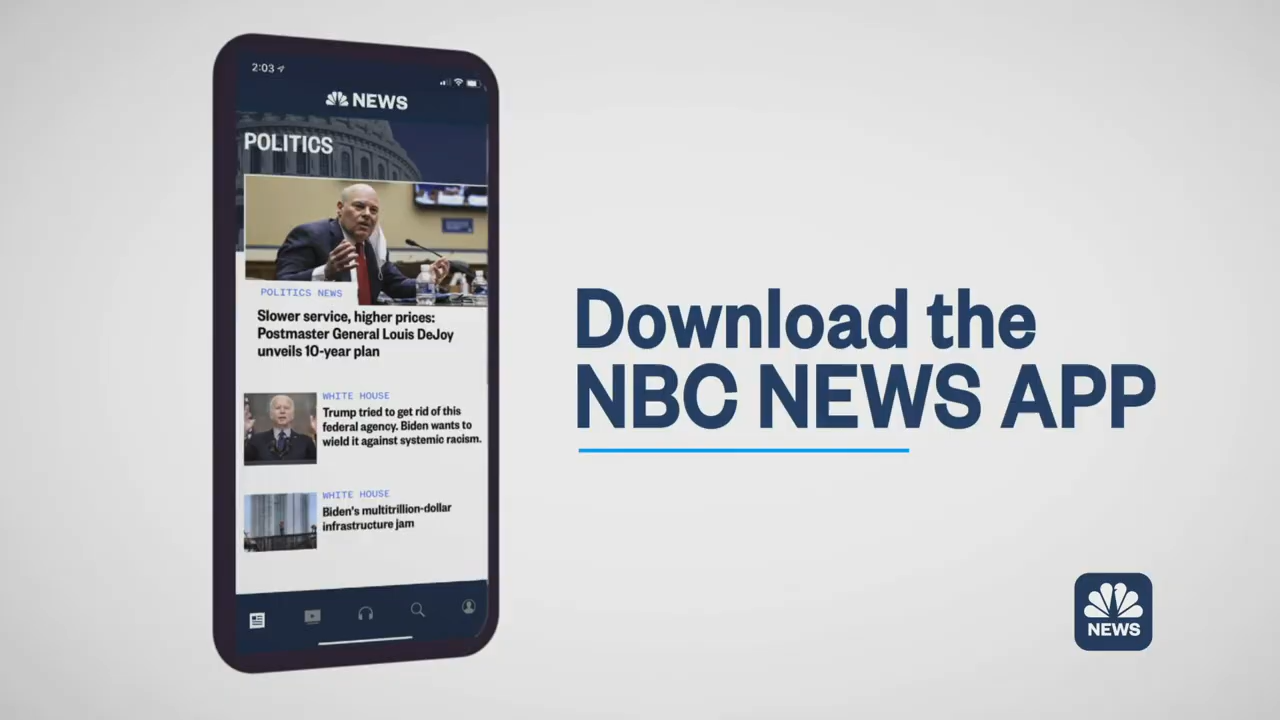 2:03
NEWS
POLITICS
POLITICS NEWS
Slower service, higher prices:
Postmaster General Louis DeJoy
unveils 10-year plan
WHITE HOUSE
Trump tried to get rid of this
federal agency. Biden wants to
wield it against systemic racism.
WHITE HOUSE
Biden's multitrillion-dollar
infrastructure jam
Download the
NBC NEWS APP
NEWS